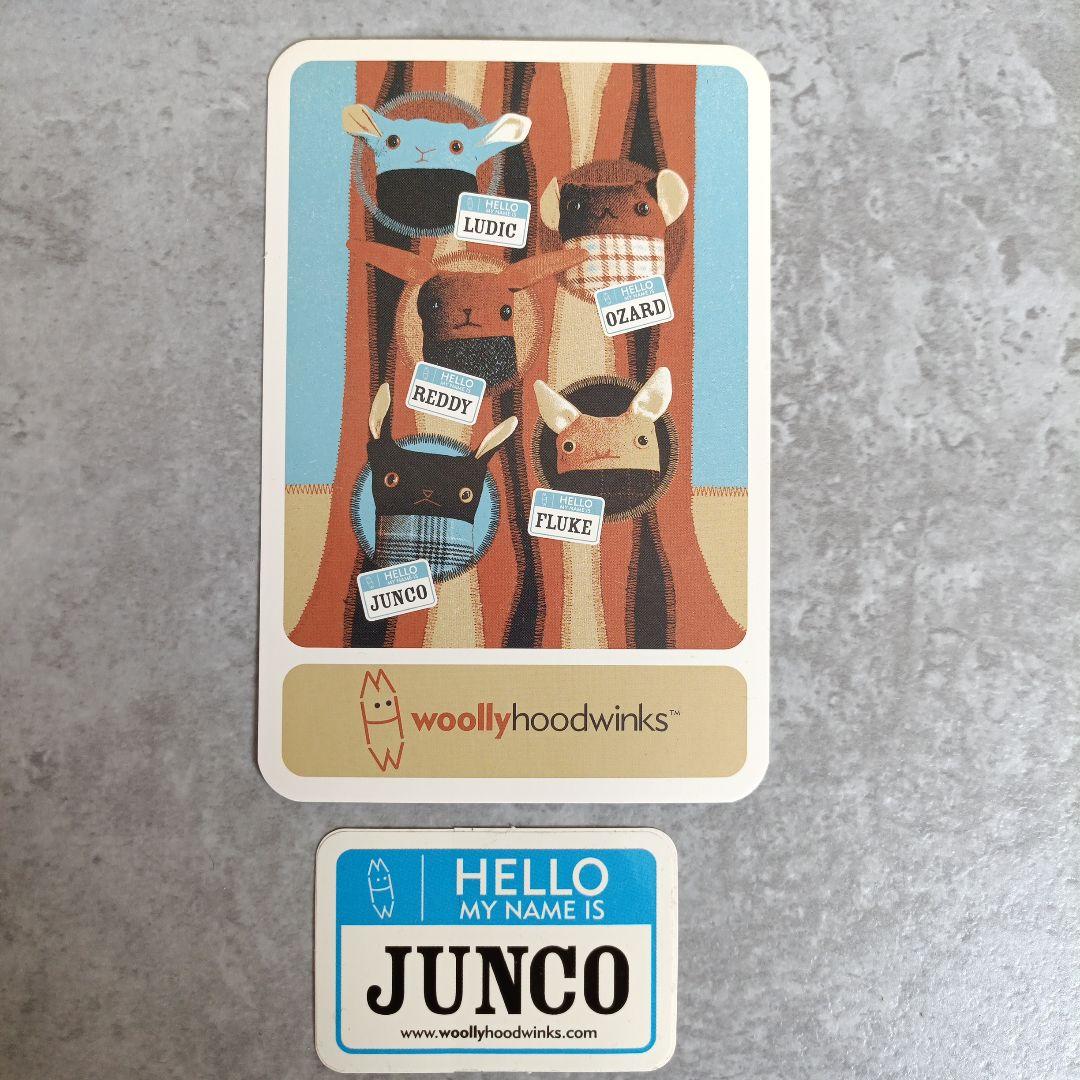 HELLO
MY NAME IS
LUDIC
HELLO
MY NAME IS
OZARD
HELLO
MY NAME IS
REDDY
HELLO
MY NAME IS
FLUKE
HELLO
MY NAME IS
JUNCO
woollyhoodwinks™
HELLO
MY NAME IS
JUNCO
www.woollyhoodwinks.com